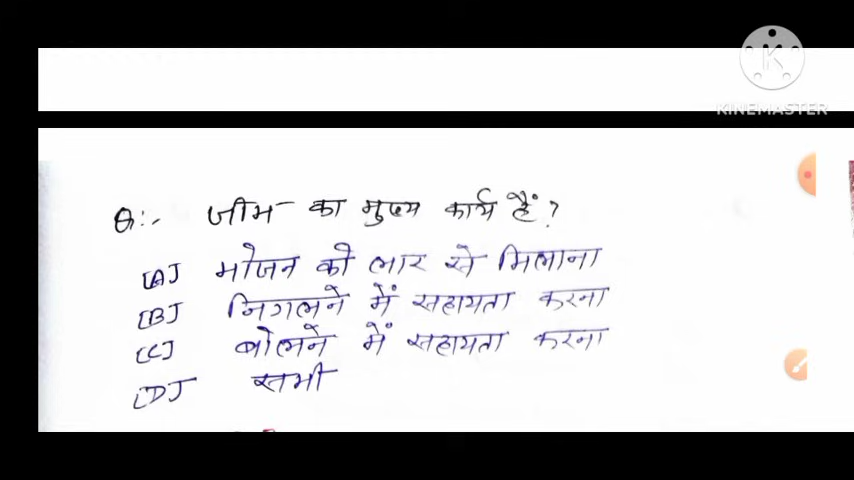 KINEMASTER
Q:- जीभ का मुख्य कार्य हैं?
[A] भोजन को लार से मिलाना
[B] निगलने में सहायता करना
[C] बोलने में सहायता करना
[D] सभी